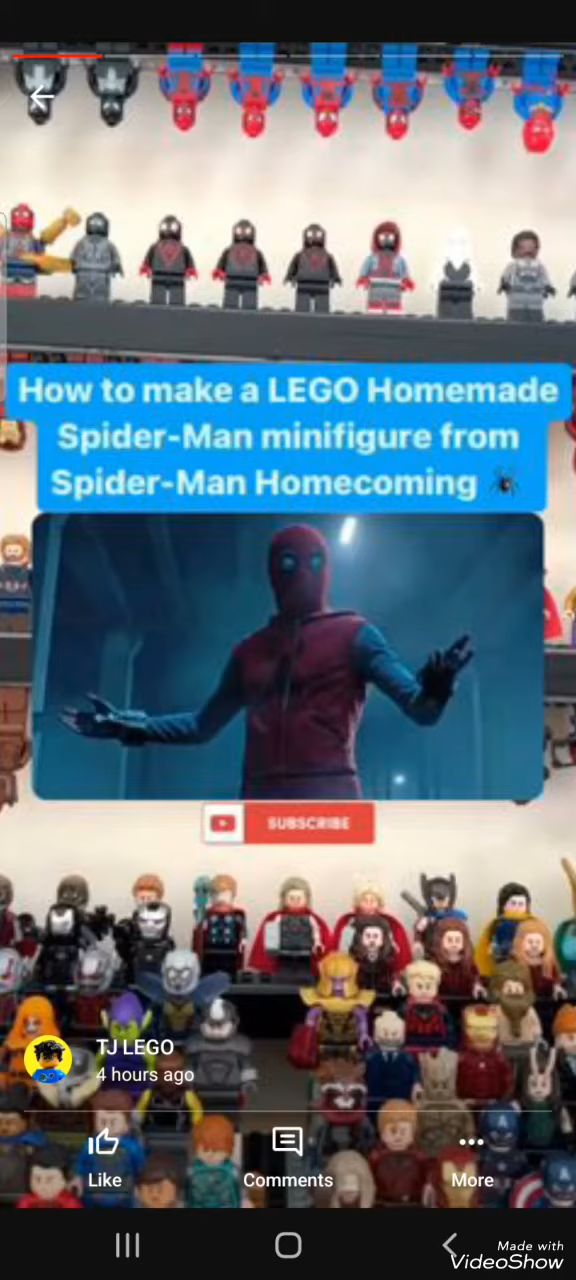 How to make a LEGO Homemade
Spider-Man minifigure from
Spider-Man Homecoming 🕷
SUBSCRIBE
TJ LEGO
4 hours ago
Like
Comments
More
Made with
VideoShow